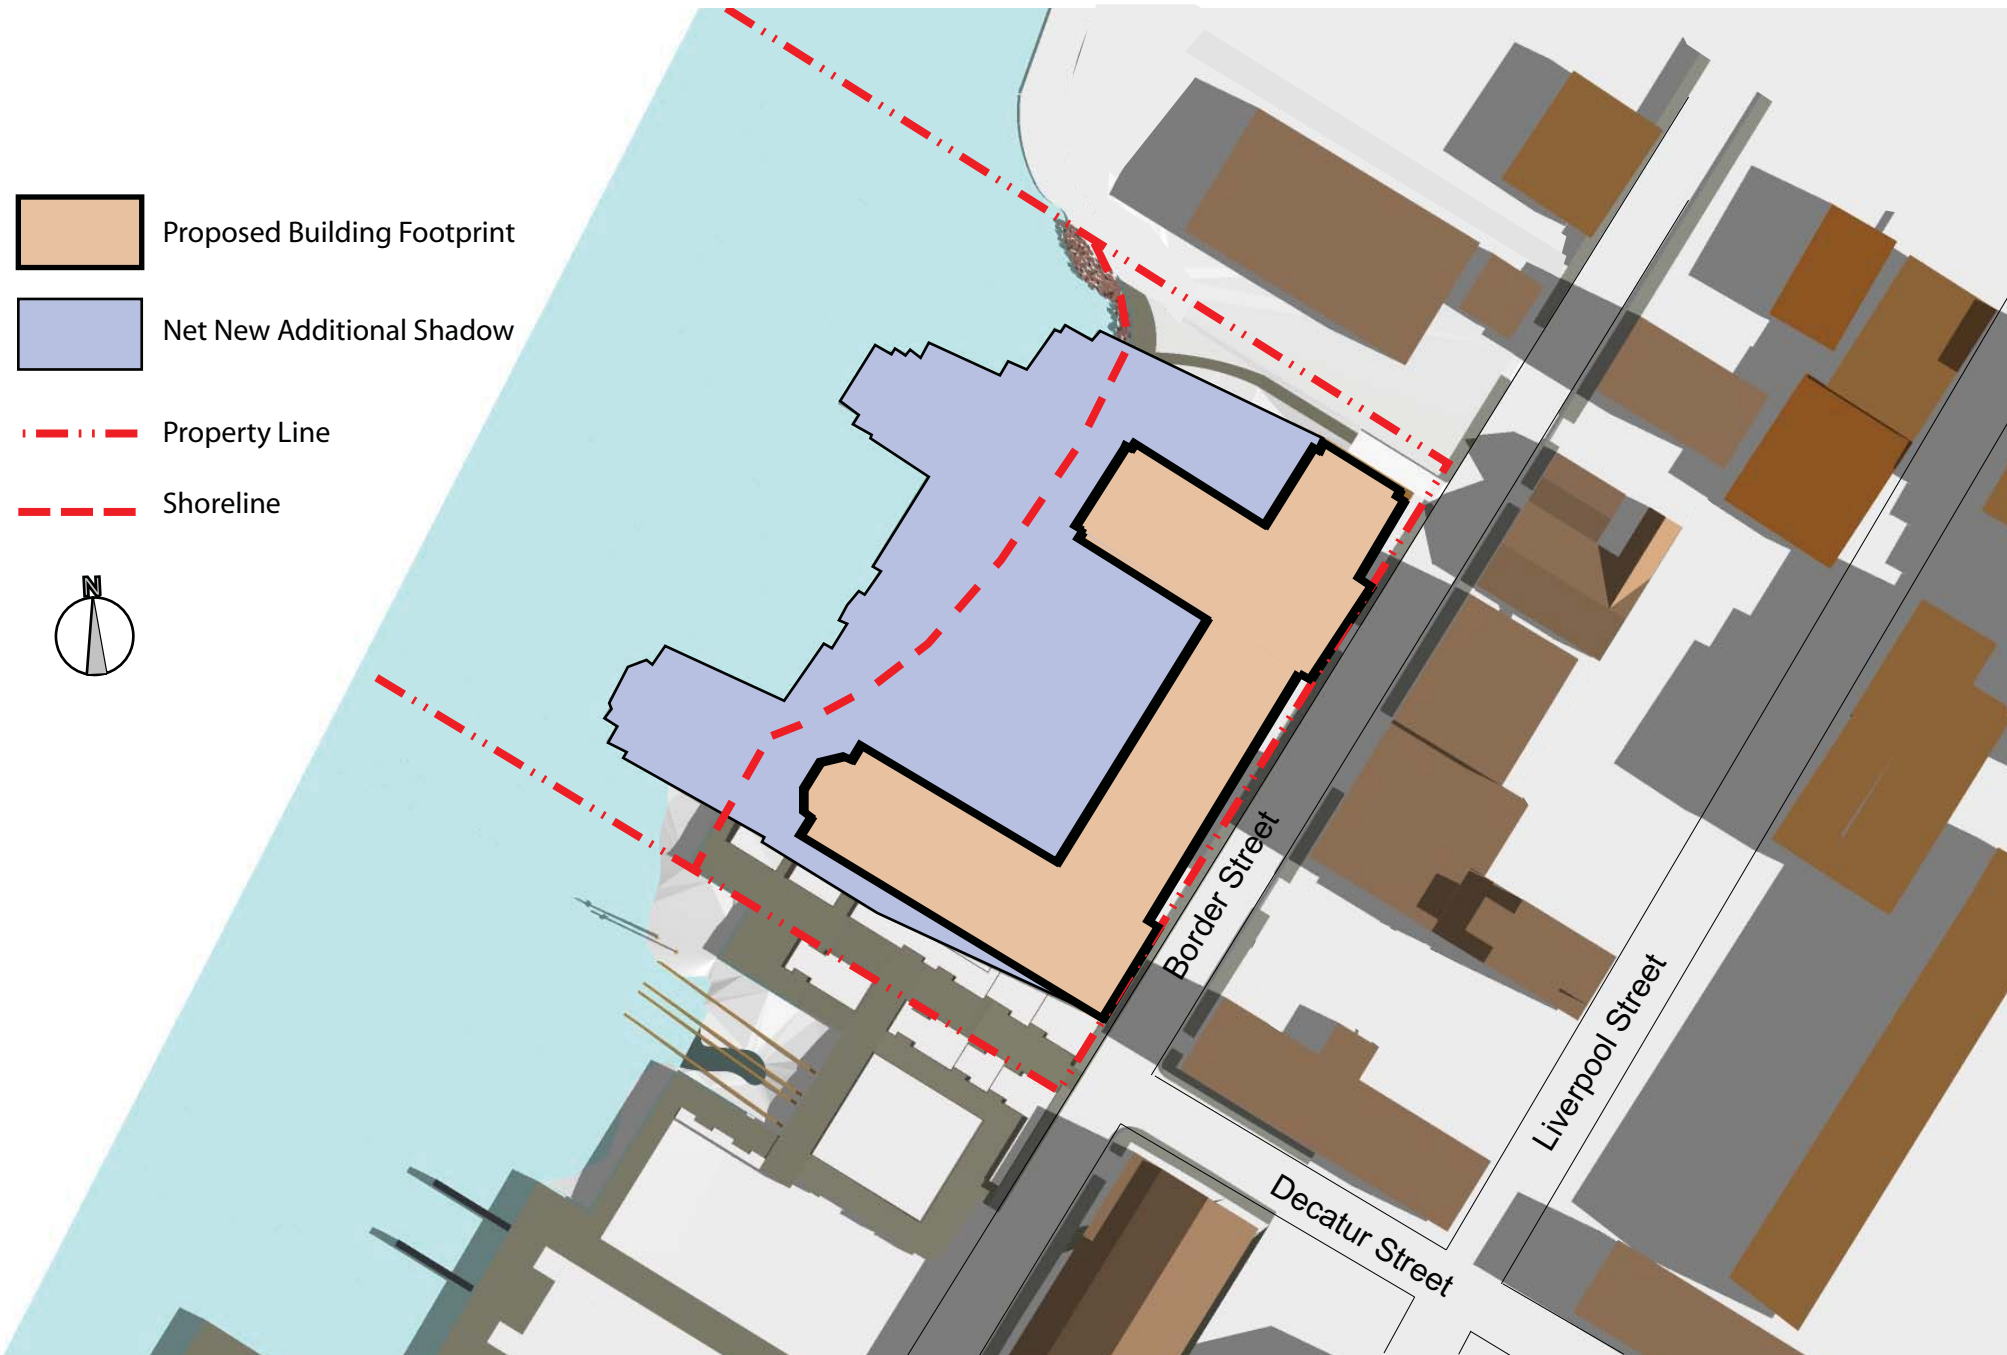 Proposed Building Footprint
Net New Additional Shadow
Property Line
Shoreline
N
Border Street
Liverpool Street
Decatur Street